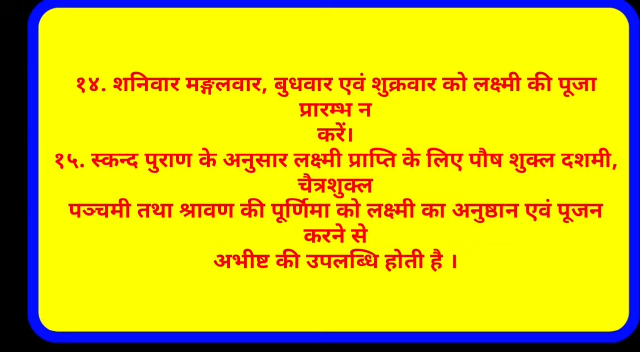 १४. शनिवार मङ्गलवार, बुधवार एवं शुक्रवार को लक्ष्मी की पूजा
प्रारम्भ न
करें।
१५. स्कन्द पुराण के अनुसार लक्ष्मी प्राप्ति के लिए पौष शुक्ल दशमी,
चैत्रशुक्ल
पञ्चमी तथा श्रावण की पूर्णिमा को लक्ष्मी का अनुष्ठान एवं पूजन
करने से
अभीष्ट की उपलब्धि होती है ।